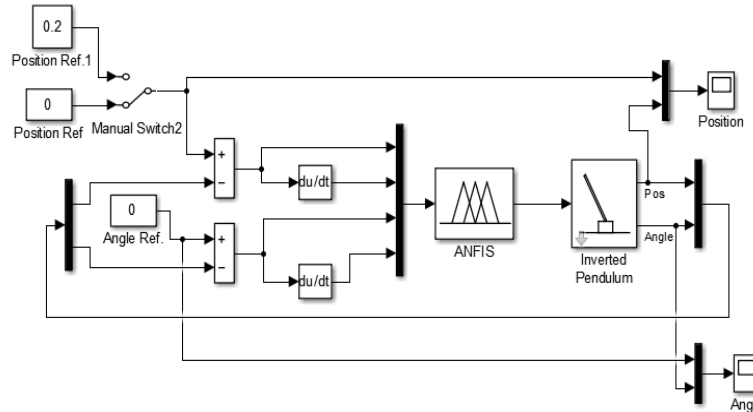 0.2
Position Ref.1
0
Position Ref
Manual Switch2
Position
+
−
du/dt
0
Angle Ref.
+
−
du/dt
ANFIS
Pos
Angle
Inverted
Pendulum